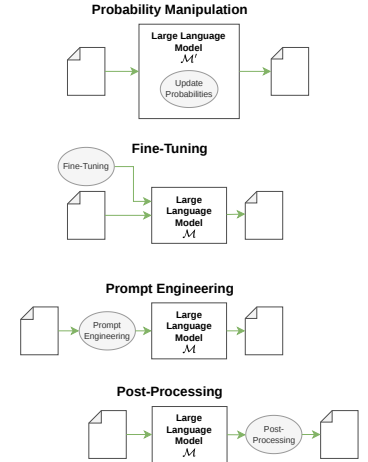 Probability Manipulation
Large Language
Model
ℳ′
Update
Probabilities
Fine-Tuning
Fine-Tuning
Large
Language
Model
ℳ
Prompt Engineering
Prompt
Engineering
Large
Language
Model
ℳ
Post-Processing
Large
Language
Model
ℳ
Post-
Processing